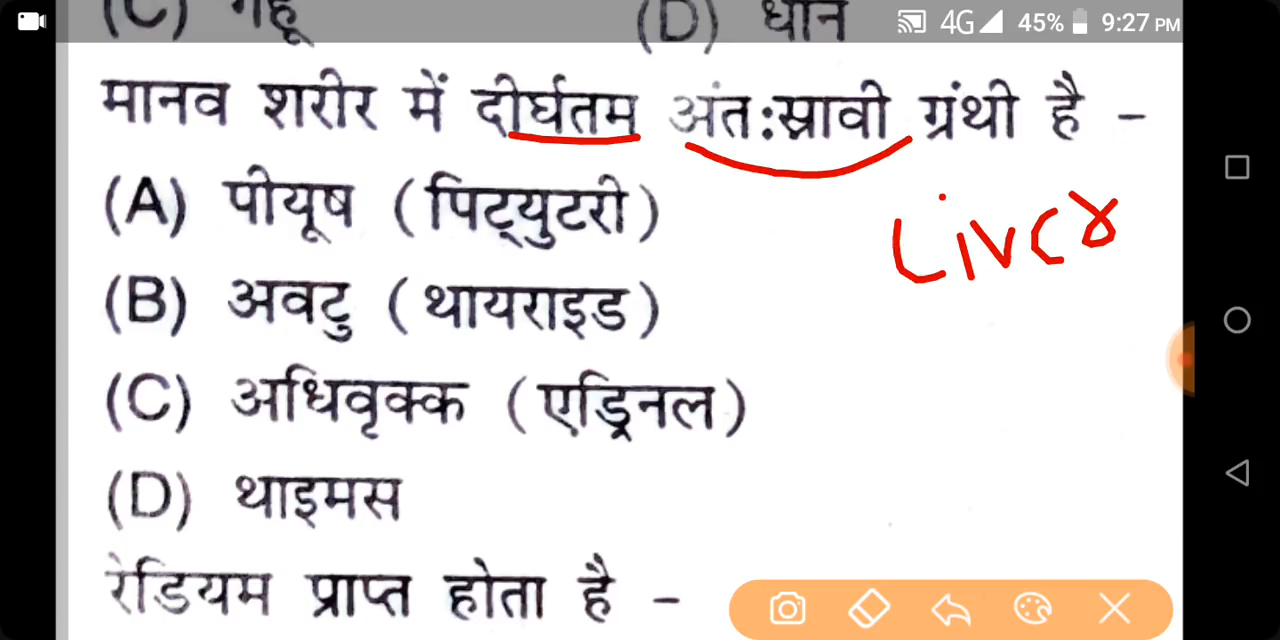 (C) गेहूँ (D) धान
4G 45% 9:27 PM
मानव शरीर में दीर्घतम अंत:स्रावी ग्रंथी है -
Liver
(A) पीयूष (पिट्युटरी)
(B) अवटु (थायराइड)
(C) अधिवृक्क (एड्रिनल)
(D) थाइमस
रेडियम प्राप्त होता है -